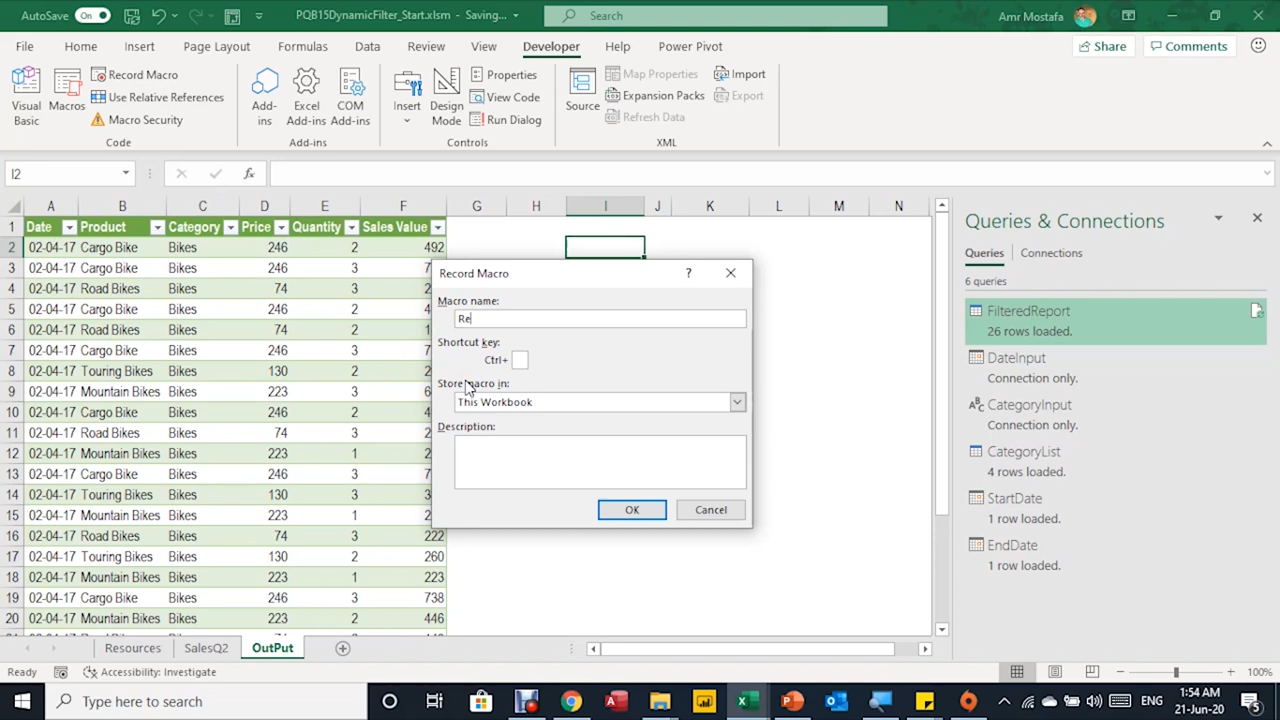 AutoSave On PQB15DynamicFilter_Start.xlsm - Saving... Search Amr Mostafa
File Home Insert Page Layout Formulas Data Review View Developer Help Power Pivot Share Comments
Visual Basic
Macros
Record Macro
Use Relative References
Macro Security
Code
Add-ins
Excel Add-ins
COM Add-ins
Add-ins
Insert
Design Mode
Properties
View Code
Run Dialog
Controls
Source
Map Properties
Expansion Packs
Refresh Data
Import
Export
XML
I2 fx
A B C D E F G H I J K L M N
1 Date Product Category Price Quantity Sales Value
2 02-04-17 Cargo Bike Bikes 246 2 492
3 02-04-17 Cargo Bike Bikes 246 3 7
4 02-04-17 Road Bikes Bikes 74 3 2
5 02-04-17 Cargo Bike Bikes 246 2 4
6 02-04-17 Road Bikes Bikes 74 2 1
7 02-04-17 Cargo Bike Bikes 246 3 7
8 02-04-17 Touring Bikes Bikes 130 2 2
9 02-04-17 Mountain Bikes Bikes 223 3 6
10 02-04-17 Cargo Bike Bikes 246 2 4
11 02-04-17 Road Bikes Bikes 74 3 2
12 02-04-17 Mountain Bikes Bikes 223 1 2
13 02-04-17 Cargo Bike Bikes 246 3 7
14 02-04-17 Touring Bikes Bikes 130 3 3
15 02-04-17 Mountain Bikes Bikes 223 1 2
16 02-04-17 Road Bikes Bikes 74 3 222
17 02-04-17 Touring Bikes Bikes 130 2 260
18 02-04-17 Mountain Bikes Bikes 223 1 223
19 02-04-17 Cargo Bike Bikes 246 3 738
20 02-04-17 Mountain Bikes Bikes 223 2 446
Record Macro ?
Macro name:
Re
Shortcut key:
Ctrl+
Store macro in:
This Workbook
Description:
OK Cancel
Queries & Connections
Queries Connections
6 queries
FilteredReport
26 rows loaded.
DateInput
Connection only.
CategoryInput
Connection only.
CategoryList
4 rows loaded.
StartDate
1 row loaded.
EndDate
1 row loaded.
Resources SalesQ2 OutPut
Ready Accessibility: Investigate 100%
Type here to search ENG 1:54 AM
21-Jun-20 5